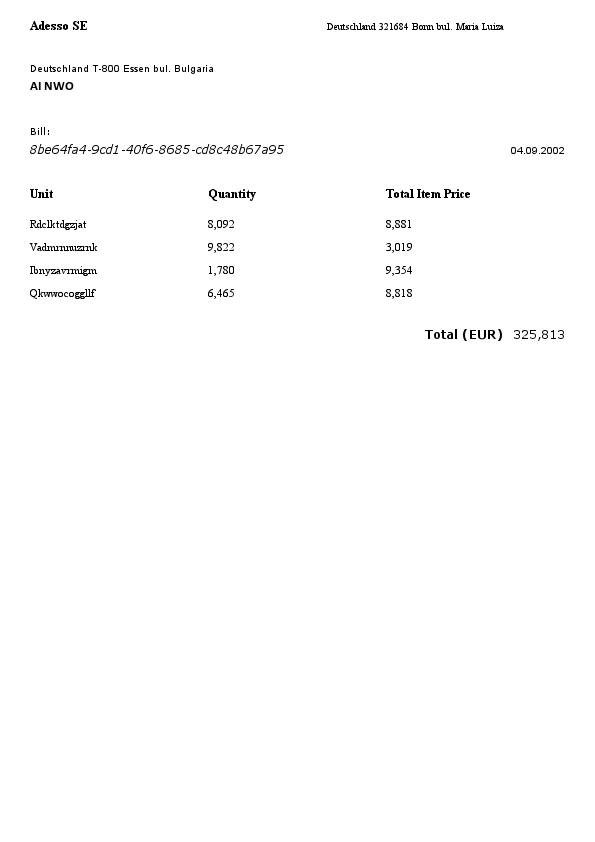 Adesso SE Deutschland 321684 Bonn bul. Maria Luiza
Deutschland T-800 Essen bul. Bulgaria
AI NWO
Bill:
8be64fa4-9cd1-40f6-8685-cd8c48b67a95 04.09.2002
Unit Quantity Total Item Price
Rdclktdgzjat 8,092 8,881
Vadmrnnuzrnk 9,822 3,019
Ibnyzavrmigm 1,780 9,354
Qkwwocoggllf 6,465 8,818
Total (EUR) 325,813